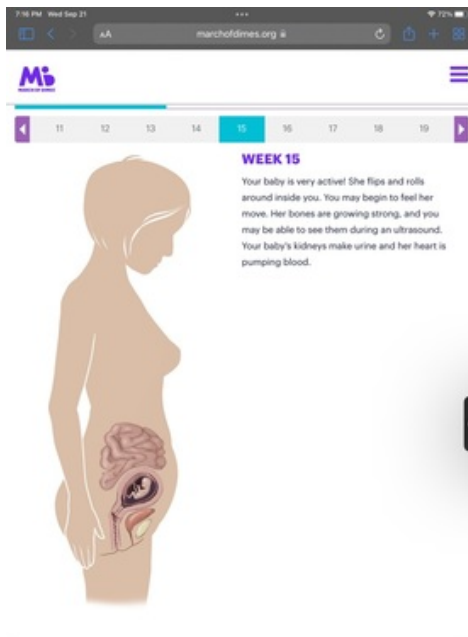 7:16 PM Wed Sep 21
72%
AA
marchofdimes.org
MARCH OF DIMES
11 12 13 14 15 16 17 18 19
WEEK 15
Your baby is very active! She flips and rolls
around inside you. You may begin to feel her
move. Her bones are growing strong, and you
may be able to see them during an ultrasound.
Your baby's kidneys make urine and her heart is
pumping blood.